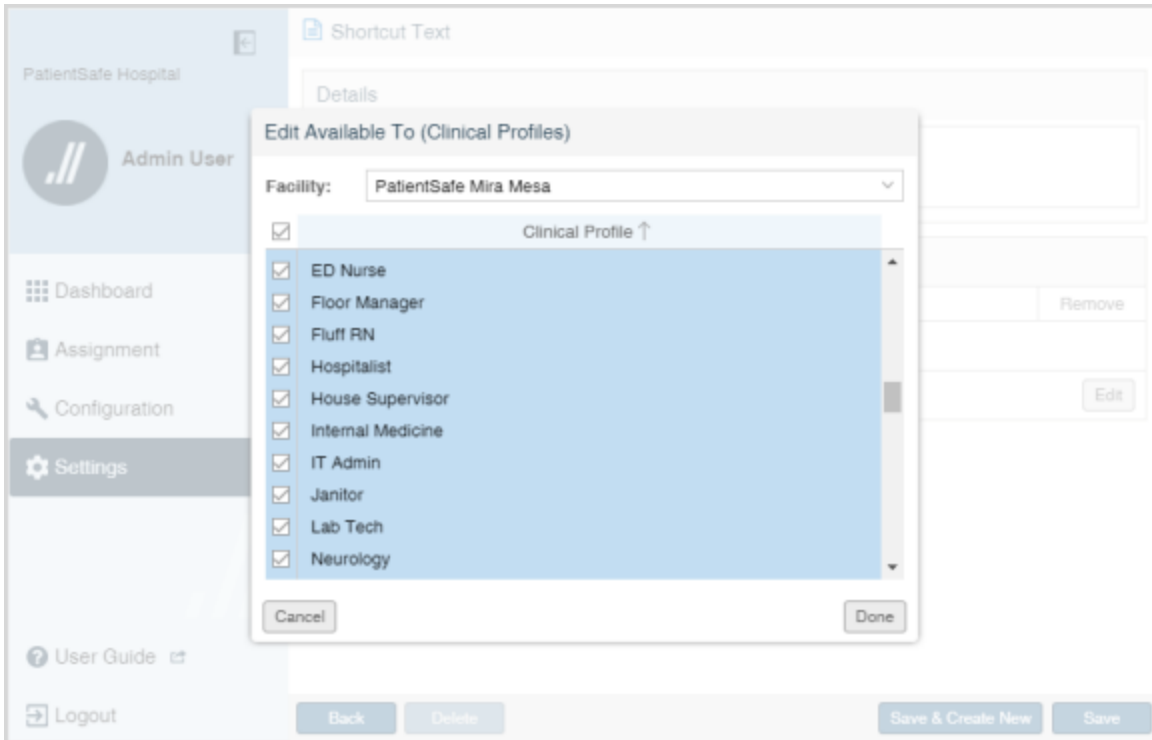 PatientSafe Hospital
Admin User
Dashboard
Assignment
Configuration
Settings
User Guide
Logout
Shortcut Text
Details
Edit Available To (Clinical Profiles)
Facility: PatientSafe Mira Mesa
Clinical Profile ↑
ED Nurse
Floor Manager
Fluff RN
Hospitalist
House Supervisor
Internal Medicine
IT Admin
Janitor
Lab Tech
Neurology
Cancel Done
Remove
Edit
Back Delete Save & Create New Save